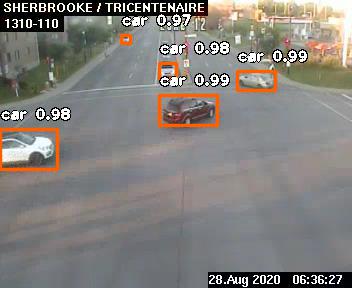 SHERBROOKE / TRICENTENAIRE
1310-110
car 0.97
car 0.98
car 0.99
car 0.99
car 0.98
28.Aug 2020 06:36:27